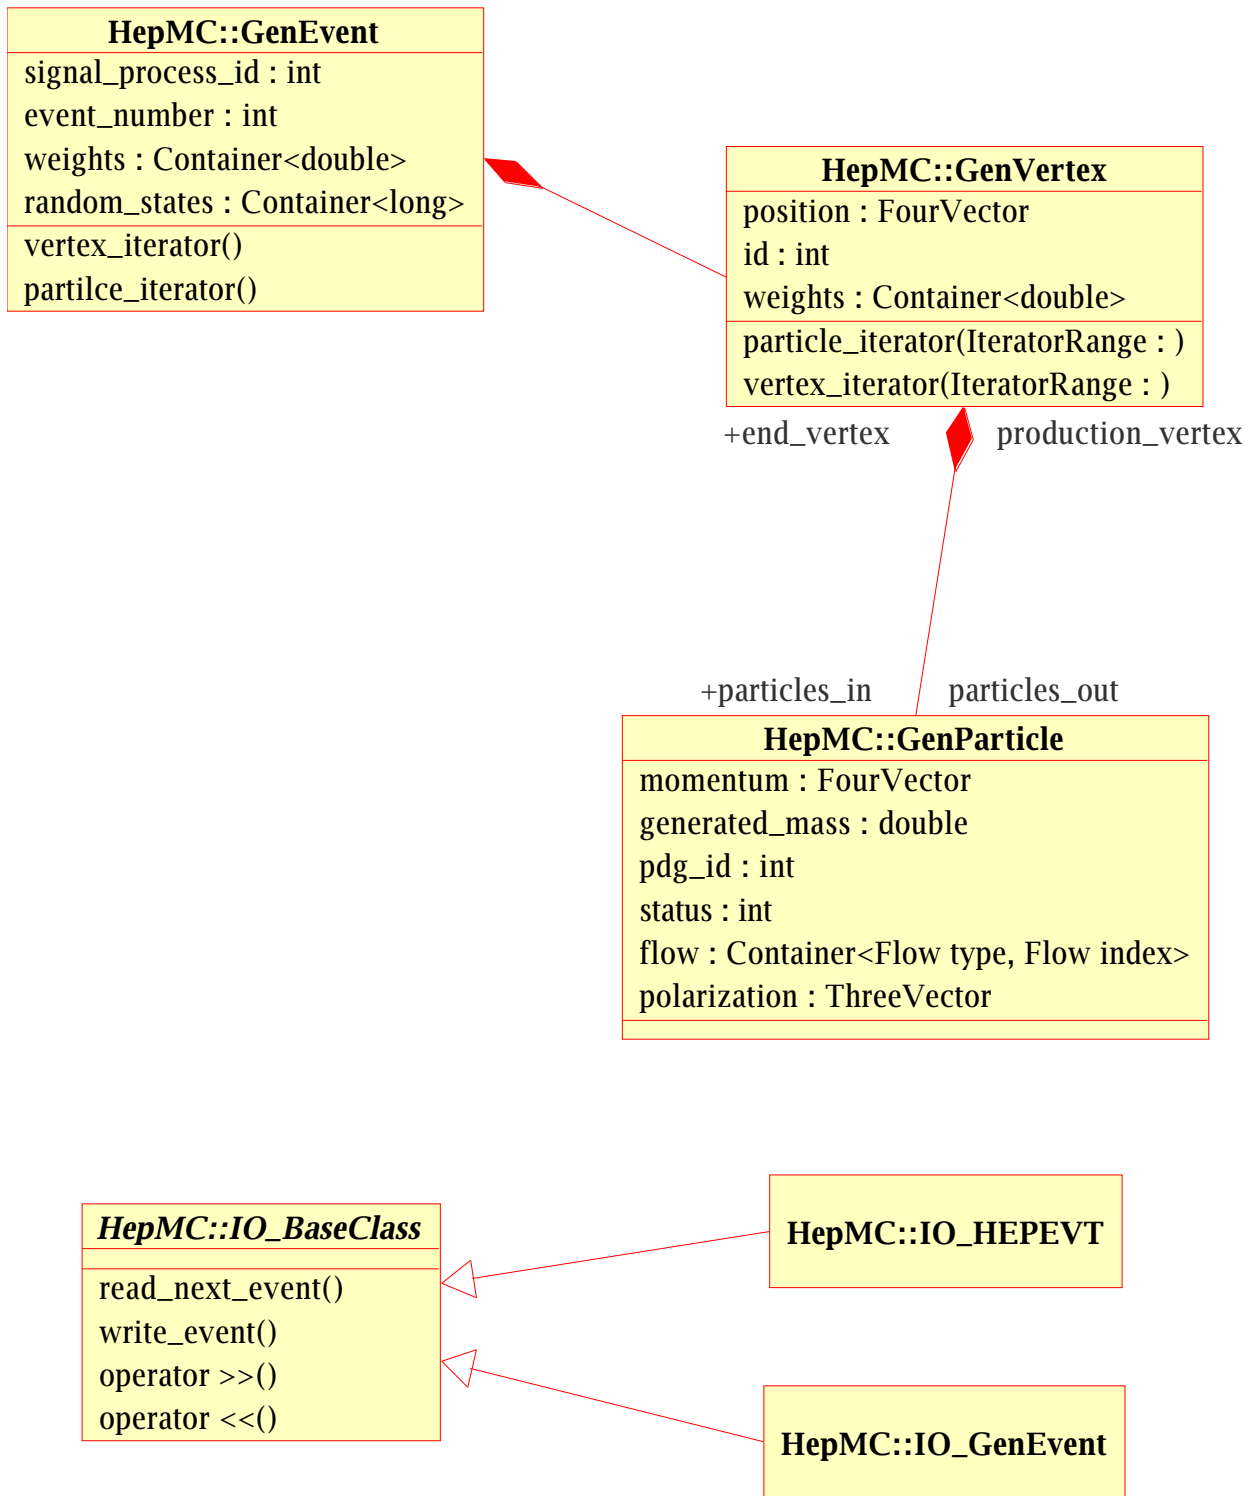 HepMC::GenEvent
signal_process_id : int
event_number : int
weights : Container<double>
random_states : Container<long>
vertex_iterator()
partilce_iterator()
HepMC::GenVertex
position : FourVector
id : int
weights : Container<double>
particle_iterator(IteratorRange : )
vertex_iterator(IteratorRange : )
+end_vertex production_vertex
+particles_in particles_out
HepMC::GenParticle
momentum : FourVector
generated_mass : double
pdg_id : int
status : int
flow : Container<Flow type, Flow index>
polarization : ThreeVector
HepMC::IO_BaseClass
read_next_event()
write_event()
operator >>()
operator <<()
HepMC::IO_HEPEVT
HepMC::IO_GenEvent